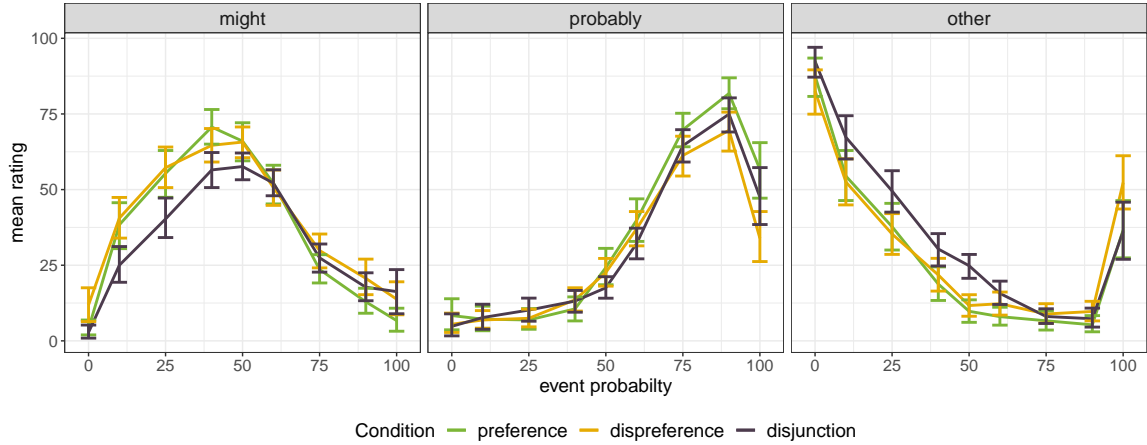 might
probably
other
mean rating
100
75
50
25
0
0 25 50 75 100
0 25 50 75 100
0 25 50 75 100
event probabilty
Condition preference dispreference disjunction